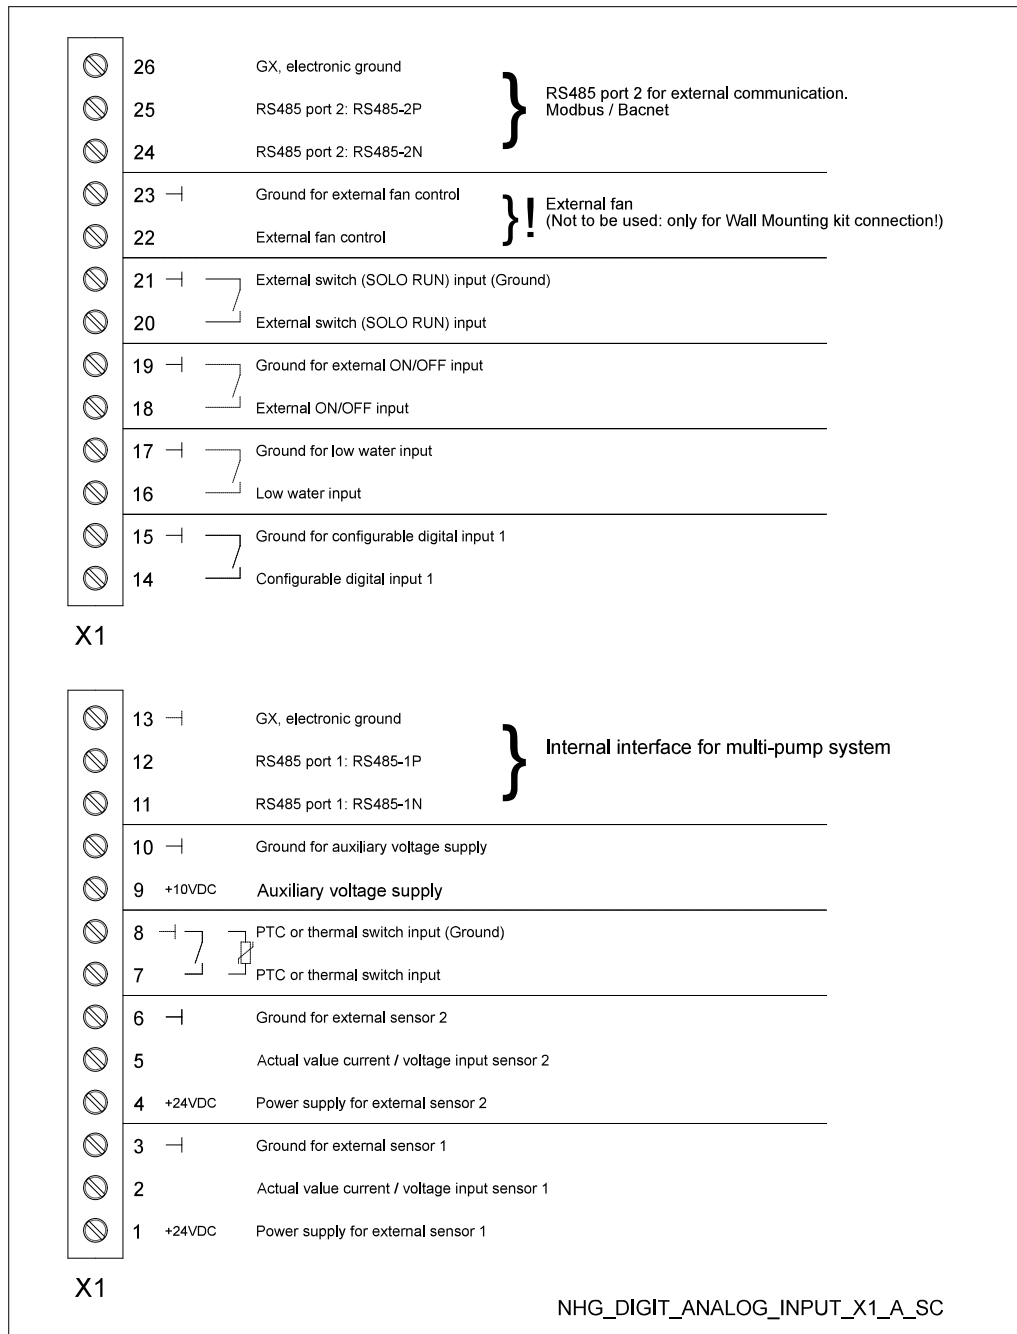 26 GX, electronic ground
RS485 port 2 for external communication.
25 RS485 port 2: RS485-2P
Modbus / Bacnet
24 RS485 port 2: RS485-2N
23 Ground for external fan control
External fan
(Not to be used: only for Wall Mounting kit connection!)
!
22 External fan control
21 External switch (SOLO RUN) input (Ground)
20 External switch (SOLO RUN) input
19 Ground for external ON/OFF input
18 External ON/OFF input
17 Ground for low water input
16 Low water input
15 Ground for configurable digital input 1
14 Configurable digital input 1
X1
13 GX, electronic ground
Internal interface for multi-pump system
12 RS485 port 1: RS485-1P
11 RS485 port 1: RS485-1N
10 Ground for auxiliary voltage supply
9 +10VDC Auxiliary voltage supply
8 PTC or thermal switch input (Ground)
7 PTC or thermal switch input
6 Ground for external sensor 2
5 Actual value current / voltage input sensor 2
4 +24VDC Power supply for external sensor 2
3 Ground for external sensor 1
2 Actual value current / voltage input sensor 1
1 +24VDC Power supply for external sensor 1
X1
NHG_DIGIT_ANALOG_INPUT_X1_A_SC